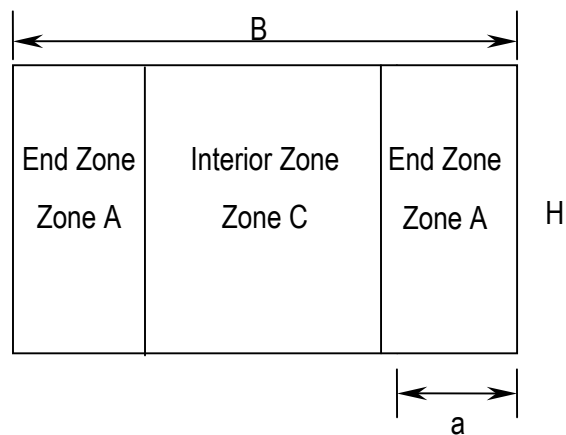 B
End Zone
Zone A
Interior Zone
Zone C
End Zone
Zone A
H
a